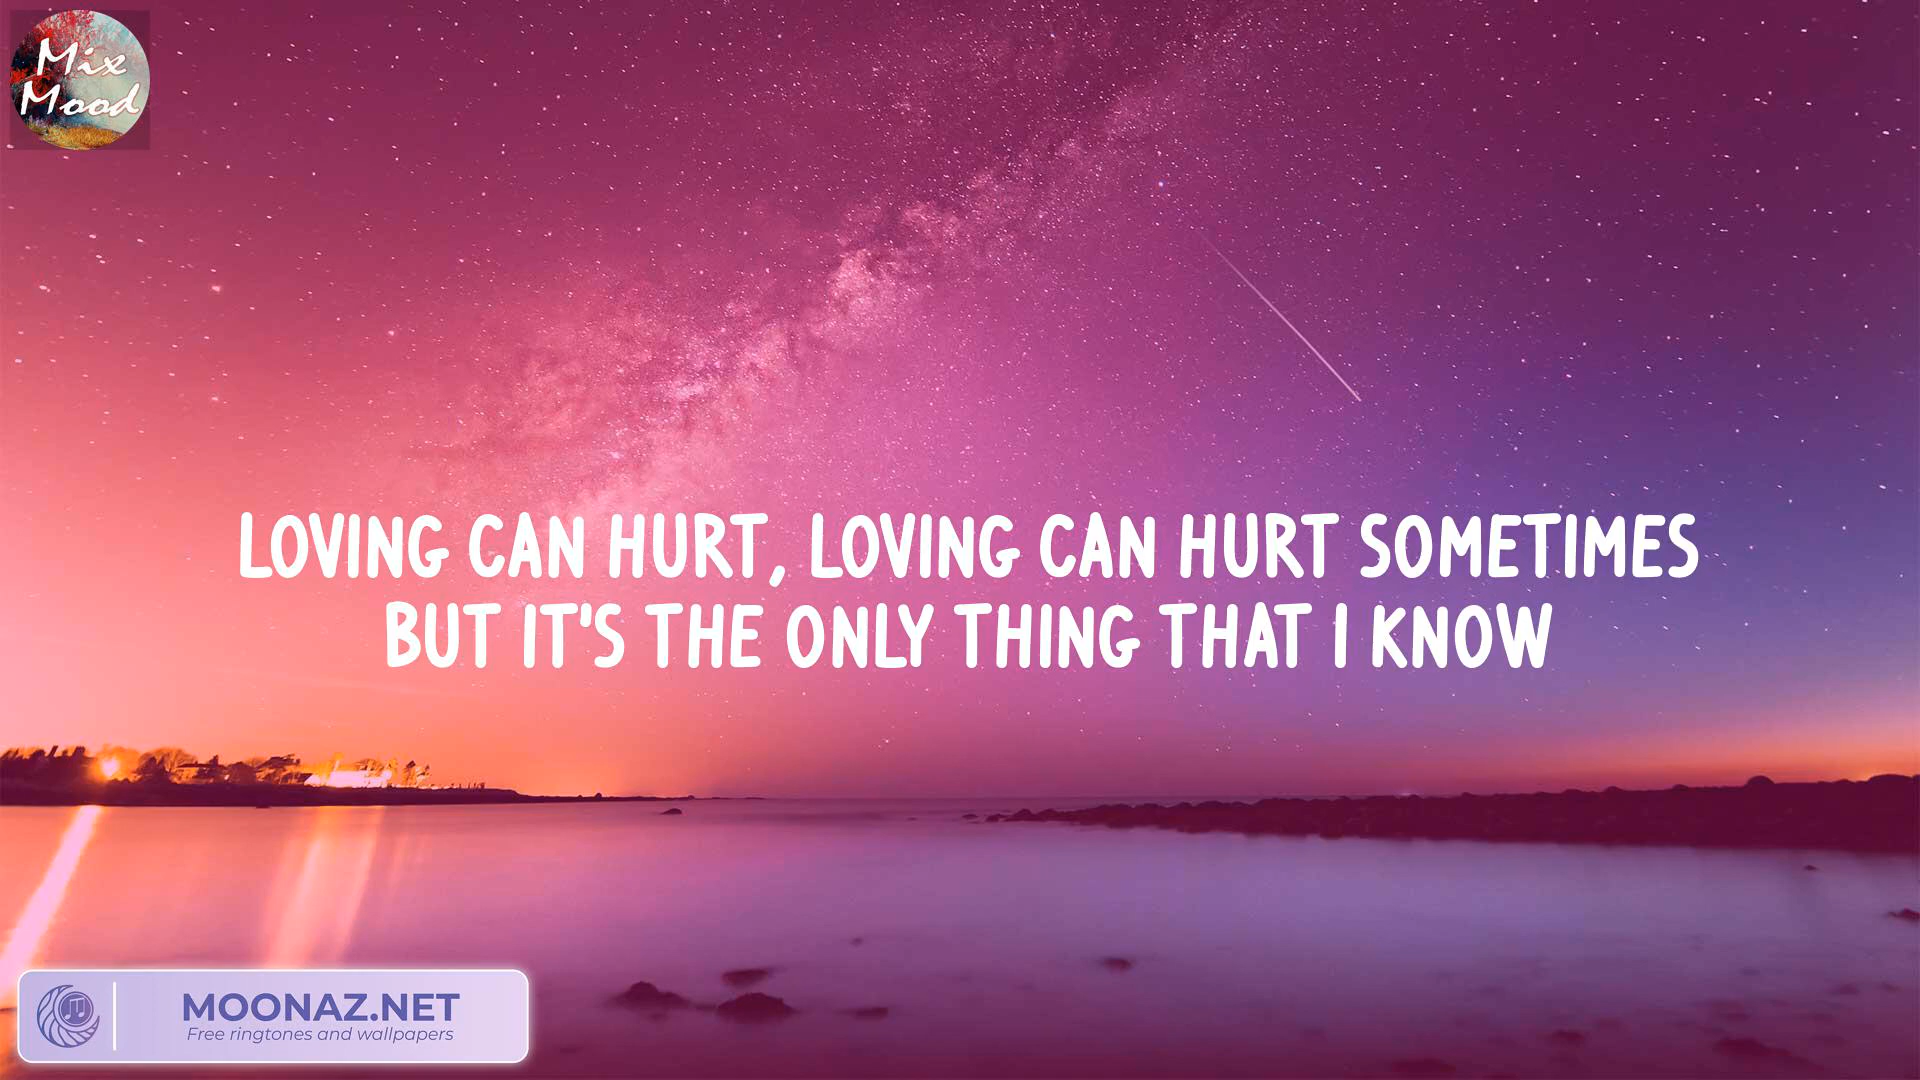 Mix
Mood
LOVING CAN HURT, LOVING CAN HURT SOMETIMES
BUT IT'S THE ONLY THING THAT I KNOW
MOONAZ.NET
Free ringtones and wallpapers